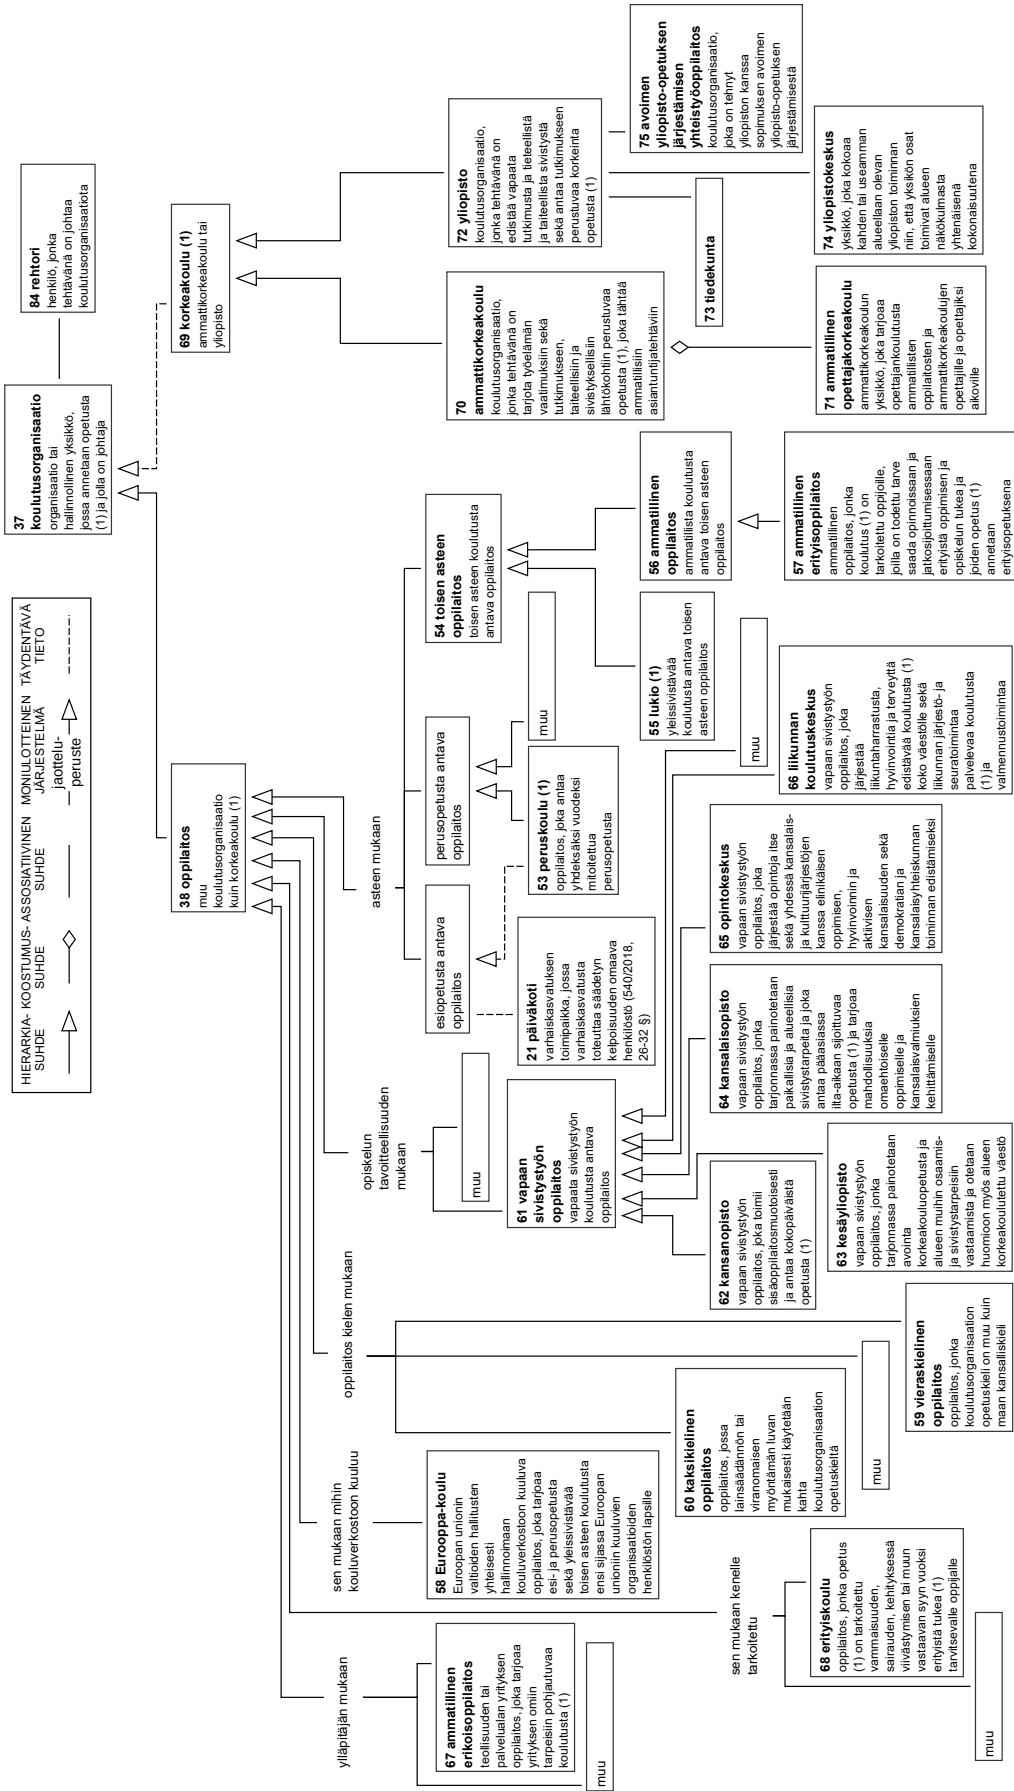 HIERARKIA- KOOSTUMUS- ASSOSIATIIVINEN MONIULOTTEINEN TÄYDENTÄVÄ
SUHDE SUHDE SUHDE JÄRJESTELMÄ TIETO
jaottelu-
peruste
37
koulutusorganisaatio
organisaatio tai
hallinnollinen yksikkö,
jossa annetaan opetusta
(1) ja jolla on johtaja
84 rehtori
henkilö, jonka
tehtävänä on johtaa
koulutusorganisaatiota
38 oppilaitos
muu
koulutusorganisaatio
kuin korkeakoulu (1)
69 korkeakoulu (1)
ammattikorkeakoulu tai
yliopisto
ylläpitäjän mukaan
sen mukaan mihin
kouluverkostoon kuuluu
oppilaitos kielen mukaan
opiskelun
tavoitteellisuuden
mukaan
asteen mukaan
67 ammatillinen
erikoisoppilaitos
teollisuuden tai
palvelualan yrityksen
oppilaitos, joka tarjoaa
yrityksen omiin
tarpeisiin pohjautuvaa
koulutusta (1)
muu
58 Eurooppa-koulu
Euroopan unionin
valtioiden hallitusten
yhteisesti
hallinnoimaan
kouluverkostoon kuuluva
oppilaitos, joka tarjoaa
esi- ja perusopetusta
sekä yleissivistävää
toisen asteen koulutusta
ensi sijassa Euroopan
unioniin kuuluvien
organisaatioiden
henkilöstön lapsille
muu
esiopetusta antava
oppilaitos
perusopetusta antava
oppilaitos
54 toisen asteen
oppilaitos
toisen asteen koulutusta
antava oppilaitos
70
ammattikorkeakoulu
koulutusorganisaatio,
jonka tehtävänä on
tarjota työelämän
vaatimuksiin sekä
tutkimukseen,
taiteellisiin ja
sivistyksellisiin
lähtökohtiin perustuvaa
opetusta (1), joka tähtää
ammatillisiin
asiantuntijatehtäviin
72 yliopisto
koulutusorganisaatio,
jonka tehtävänä on
edistää vapaata
tutkimusta ja tieteellistä
ja taiteellista sivistystä
sekä antaa tutkimukseen
perustuvaa korkeinta
opetusta (1)
61 vapaan
sivistystyön
oppilaitos
vapaata sivistystyön
koulutusta antava
oppilaitos
21 päiväkoti
varhaiskasvatuksen
toimipaikka, jossa
varhaiskasvatusta
toteuttaa säädetyn
kelpoisuuden omaava
henkilöstö (540/2018,
26-32 §)
53 peruskoulu (1)
oppilaitos, joka antaa
yhdeksäksi vuodeksi
mitoitettua
perusopetusta
muu
55 lukio (1)
yleissivistävää
koulutusta antava toisen
asteen oppilaitos
56 ammatillinen
oppilaitos
ammatillista koulutusta
antava toisen asteen
oppilaitos
73 tiedekunta
75 avoimen
yliopisto-opetuksen
järjestämisen
yhteistyöoppilaitos
koulutusorganisaatio,
joka on tehnyt
yliopiston kanssa
sopimuksen avoimen
yliopisto-opetuksen
järjestämisestä
sen mukaan kenelle
tarkoitettu
60 kaksikielinen
oppilaitos
oppilaitos, jossa
lainsäädännön tai
viranomaisen
myöntämän luvan
mukaisesti käytetään
kahta
koulutusorganisaation
opetuskieltä
62 kansanopisto
vapaan sivistystyön
oppilaitos, joka toimii
sisäoppilaitosmuotoisesti
ja antaa kokopäiväistä
opetusta (1)
64 kansalaisopisto
vapaan sivistystyön
oppilaitos, jonka
tarjonnassa painotetaan
paikallisia ja alueellisia
sivistystarpeita ja joka
antaa pääasiassa
ilta-aikaan sijoittuvaa
opetusta (1) ja tarjoaa
mahdollisuuksia
omaehtoiselle
oppimiselle ja
kansalaisvalmiuksien
kehittämiselle
65 opintokeskus
vapaan sivistystyön
oppilaitos, joka
järjestää opintoja itse
sekä yhdessä kansalais-
ja kulttuurijärjestöjen
kanssa elinikäisen
oppimisen,
hyvinvoinnin ja
aktiivisen
kansalaisuuden sekä
demokratian ja
kansalaisyhteiskunnan
toiminnan edistämiseksi
muu
68 erityiskoulu
oppilaitos, jonka opetus
(1) on tarkoitettu
vammaisuuden,
sairauden, kehityksessä
viivästymisen tai muun
vastaavan syyn vuoksi
erityistä tukea (1)
tarvitsevalle oppijalle
muu
muu
59 vieraskielinen
oppilaitos
oppilaitos, jonka
koulutusorganisaation
opetuskieli on muu kuin
maan kansalliskieli
63 kesäyliopisto
vapaan sivistystyön
oppilaitos, jonka
tarjonnassa painotetaan
avointa
korkeakouluopetusta ja
alueen muihin osaamis-
ja sivistystarpeisiin
vastaamista ja otetaan
huomioon myös alueen
korkeakoulutettu väestö
66 liikunnan
koulutuskeskus
vapaan sivistystyön
oppilaitos, joka
järjestää
liikuntaharrastusta,
hyvinvointia ja terveyttä
edistävää koulutusta (1)
koko väestölle sekä
liikunnan järjestö- ja
seuratoimintaa
palvelevaa koulutusta
(1) ja
valmennustoimintaa
57 ammatillinen
erityisoppilaitos
ammatillinen
oppilaitos, jonka
koulutus (1) on
tarkoitettu oppijoille,
joilla on todettu tarve
saada opinnoissaan ja
jatkosijoittumisessaan
erityistä oppimisen ja
opiskelun tukea ja
joiden opetus (1)
annetaan
erityisopetuksena
71 ammatillinen
opettajakorkeakoulu
ammattikorkeakoulun
yksikkö, joka tarjoaa
opettajankoulutusta
ammatillisten
oppilaitosten ja
ammattikorkeakoulujen
opettajille ja opettajiksi
aikoville
74 yliopistokeskus
yksikkö, joka kokoaa
kahden tai useamman
alueellaan olevan
yliopiston toiminnan
niin, että yksikön osat
toimivat alueen
näkökulmasta
yhtenäisenä
kokonaisuutena